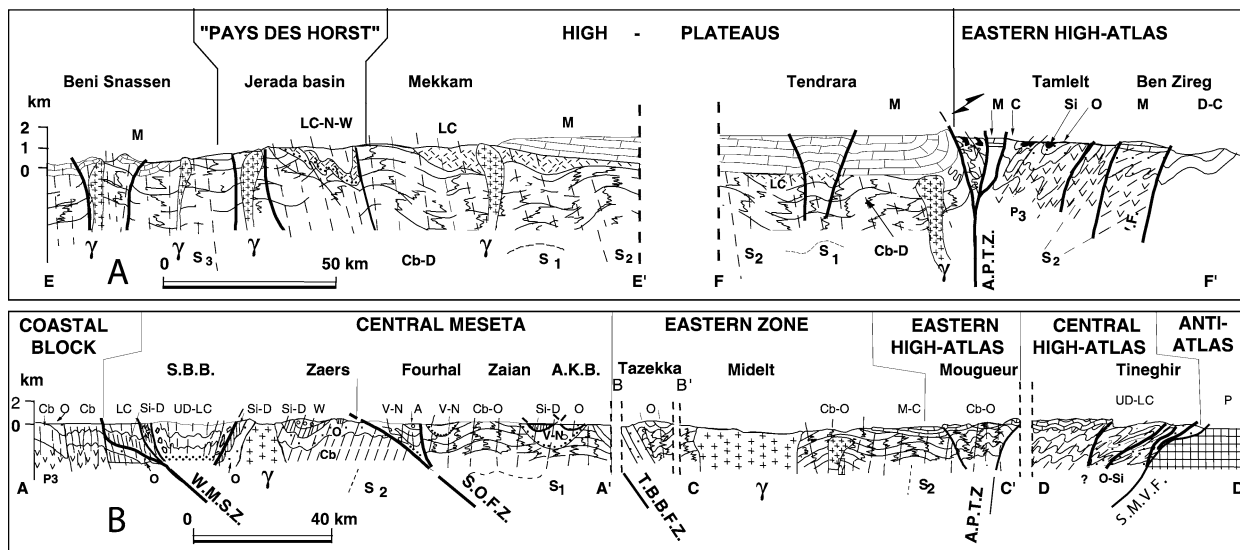 "PAYS DES HORST" HIGH - PLATEAUS EASTERN HIGH-ATLAS
Beni Snassen Jerada basin Mekkam Tendrara Tamlelt Ben Zireg
km M LC-N-W LC M M M C Si O M D-C
2
1
0
LC
P3 F.
γ γ S3 γ Cb-D γ S1 S2 S2 S1 Cb-D γ A.P.T.Z. S2
A 0 50 km
E E' F F'
COASTAL BLOCK CENTRAL MESETA EASTERN ZONE EASTERN HIGH-ATLAS CENTRAL HIGH-ATLAS ANTI-ATLAS
S.B.B. Zaers Fourhal Zaian A.K.B. Tazekka Midelt Mougueur Tineghir
km B B' UD-LC P
Cb O Cb LC Si-D UD-LC Si-D Si-D W V-N A V-N Cb-O Si-D O O Cb-O M-C Cb-O
2
0
O V-N
Cb
P3 O O γ S2 S1 γ S2 ? O-Si
A W.M.S.Z. S.O.F.Z. A' T.B.B.F.Z. C A.P.T.Z C' D S.M.V.F. D
B 0 40 km